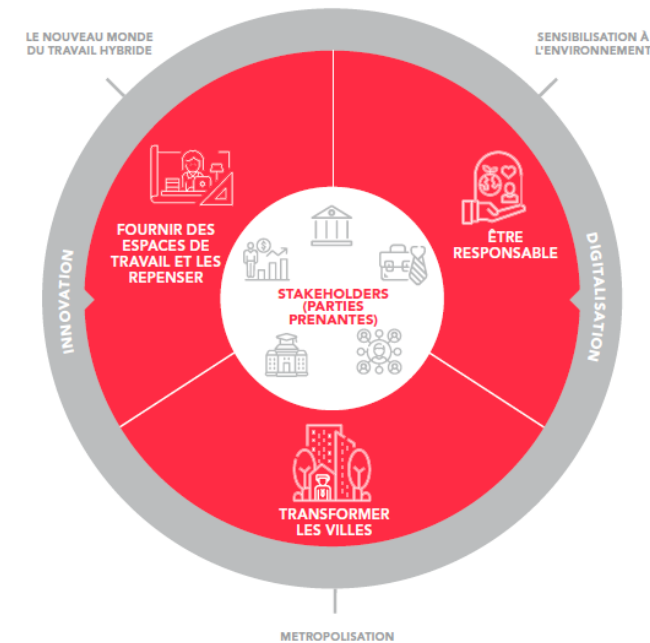 LE NOUVEAU MONDE
DU TRAVAIL HYBRIDE
SENSIBILISATION À
L'ENVIRONNEMENT
FOURNIR DES
ESPACES DE
TRAVAIL ET LES
REPENSER
ÊTRE
RESPONSABLE
INNOVATION
DIGITALISATION
STAKEHOLDERS
(PARTIES
PRENANTES)
TRANSFORMER
LES VILLES
METROPOLISATION